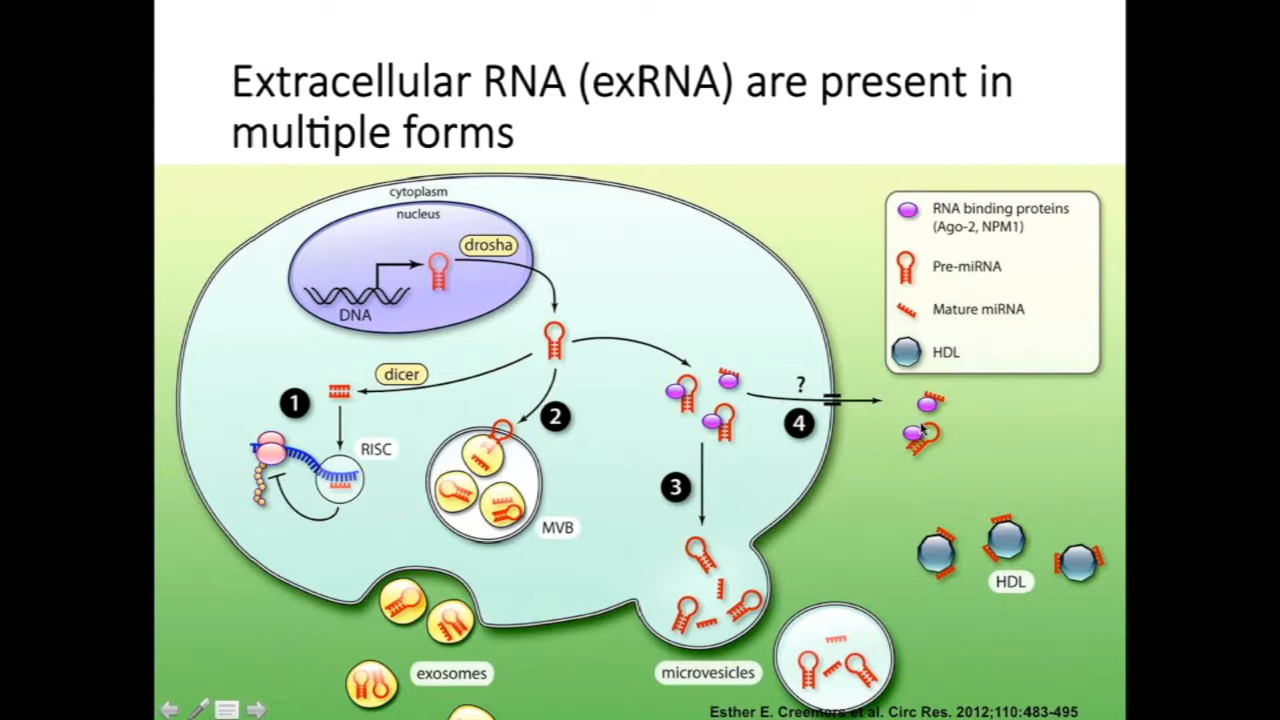 Extracellular RNA (exRNA) are present in
multiple forms
cytoplasm
nucleus
drosha
DNA
RNA binding proteins
(Ago-2, NPM1)
Pre-miRNA
Mature miRNA
HDL
dicer
1
2
?
4
RISC
3
MVB
HDL
exosomes
microvesicles
Esther E. Creemers et al. Circ Res. 2012;110:483-495